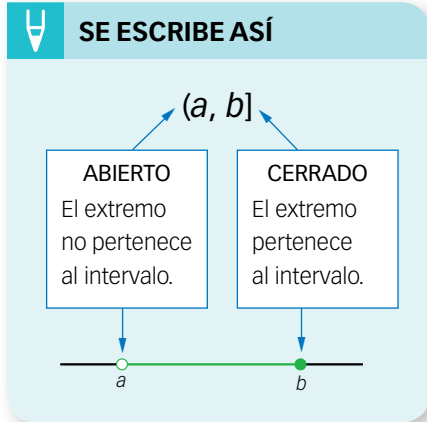 SE ESCRIBE ASÍ
(a, b]
ABIERTO
El extremo
no pertenece
al intervalo.
CERRADO
El extremo
pertenece
al intervalo.
a
b